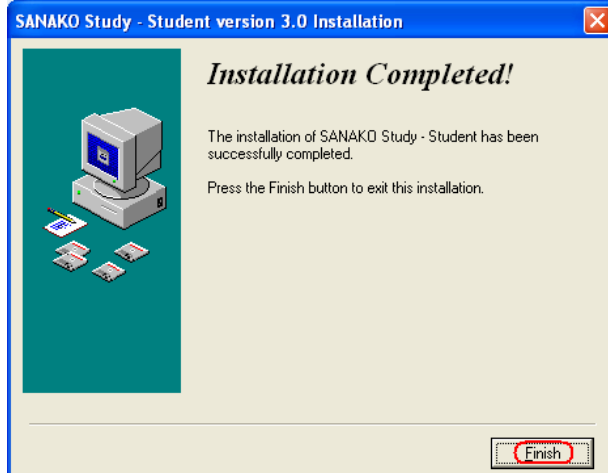 SANAKO Study - Student version 3.0 Installation
Installation Completed!
The installation of SANAKO Study - Student has been
successfully completed.
Press the Finish button to exit this installation.
Finish